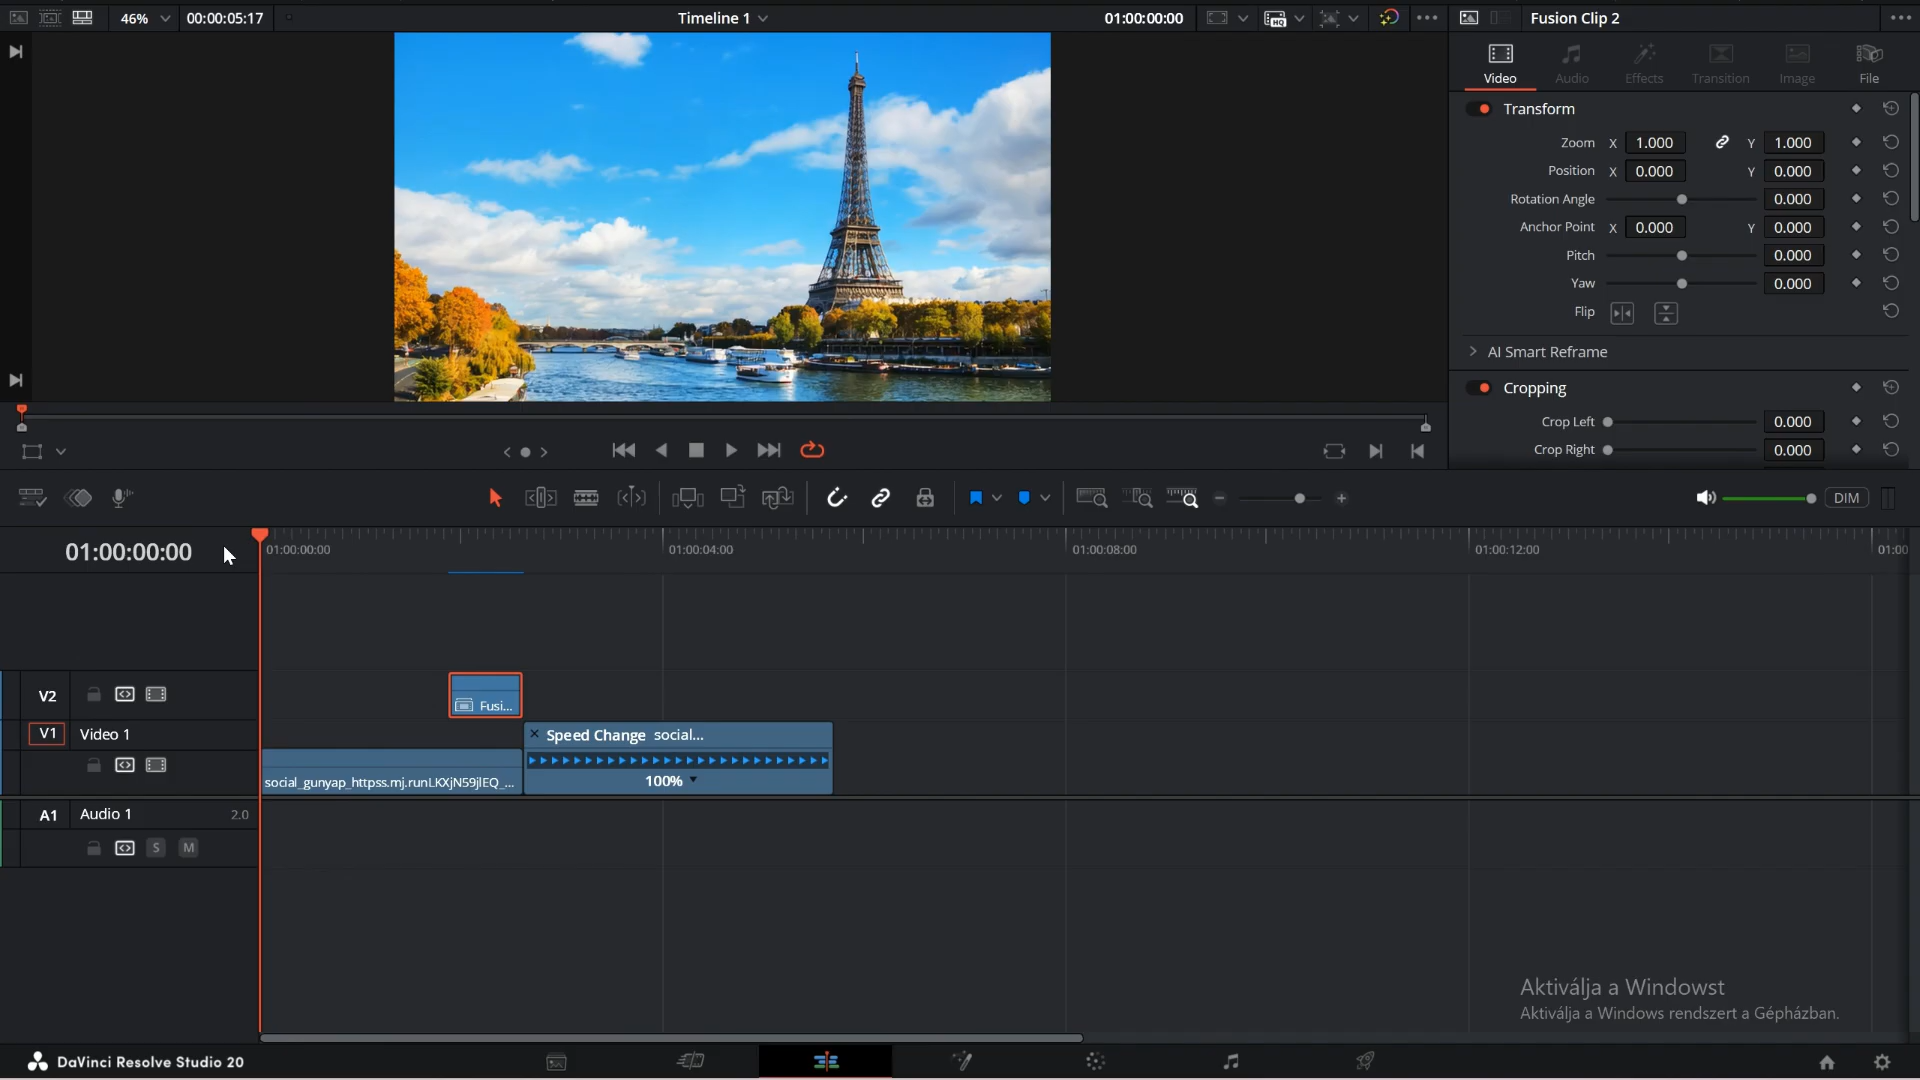 46% 00:00:05:17 Timeline 1 01:00:00:00 Fusion Clip 2
Video Audio Effects Transition Image File
Transform
Zoom X 1.000 Y 1.000
Position X 0.000 Y 0.000
Rotation Angle 0.000
Anchor Point X 0.000 Y 0.000
Pitch 0.000
Yaw 0.000
Flip
AI Smart Reframe
Cropping
Crop Left 0.000
Crop Right 0.000
DIM
01:00:00:00 01:00:00:00 01:00:04:00 01:00:08:00 01:00:12:00 01:00
V2 Fusi...
V1 Video 1 Speed Change social...
social_gunyap_httpss.mj.runLKXjN59jlEQ_... 100%
A1 Audio 1 2.0
S M
Aktiválja a Windowst
Aktiválja a Windows rendszert a Gépházban.
DaVinci Resolve Studio 20